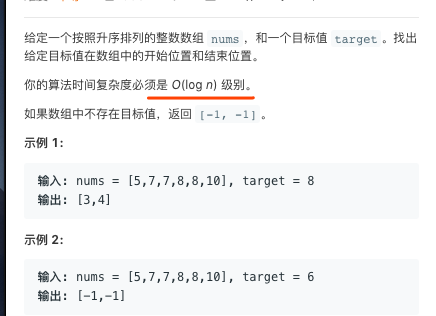 给定一个按照升序排列的整数数组 nums，和一个目标值 target。找出
给定目标值在数组中的开始位置和结束位置。
你的算法时间复杂度必须是 O(log n) 级别。
如果数组中不存在目标值，返回 [-1, -1]。
示例 1:
输入: nums = [5,7,7,8,8,10], target = 8
输出: [3,4]
示例 2:
输入: nums = [5,7,7,8,8,10], target = 6
输出: [-1,-1]